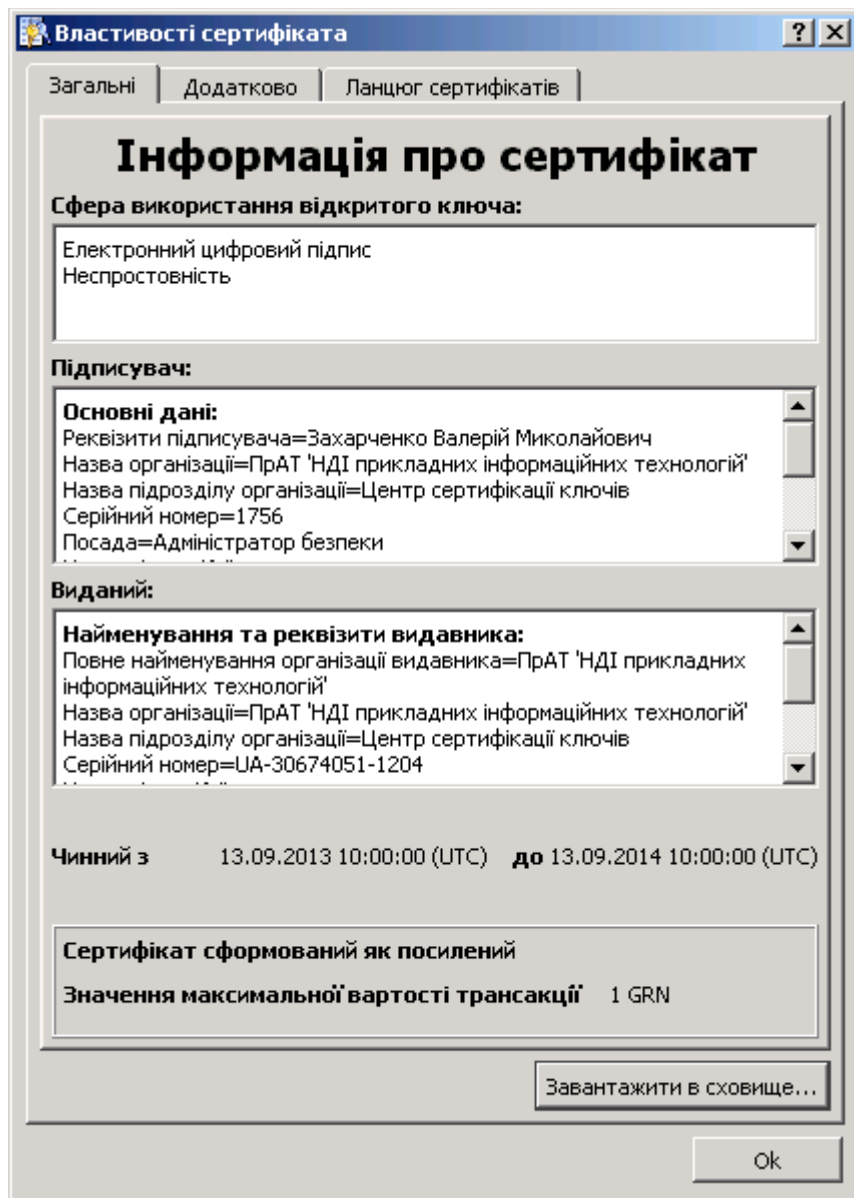 Властивості сертифіката
Загальні Додатково Ланцюг сертифікатів
Інформація про сертифікат
Сфера використання відкритого ключа:
Електронний цифровий підпис
Неспростовність
Підписувач:
Основні дані:
Реквізити підписувача=Захарченко Валерій Миколайович
Назва організації=ПрАТ 'НДІ прикладних інформаційних технологій'
Назва підрозділу організації=Центр сертифікації ключів
Серійний номер=1756
Посада=Адміністратор безпеки
Виданий:
Найменування та реквізити видавника:
Повне найменування організації видавника=ПрАТ 'НДІ прикладних
інформаційних технологій'
Назва організації=ПрАТ 'НДІ прикладних інформаційних технологій'
Назва підрозділу організації=Центр сертифікації ключів
Серійний номер=UA-30674051-1204
Чинний з 13.09.2013 10:00:00 (UTC) до 13.09.2014 10:00:00 (UTC)
Сертифікат сформований як посилений
Значення максимальної вартості трансакції 1 GRN
Завантажити в сховище...
Ok